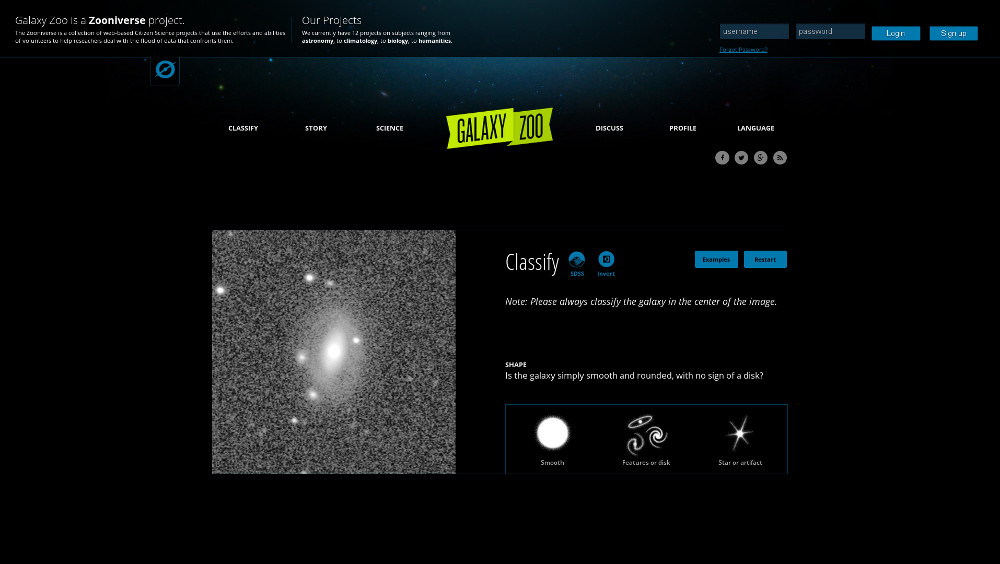 Galaxy Zoo is a Zooniverse project.
The Zooniverse is a collection of web-based Citizen Science projects that use the efforts and abilities
of volunteers to help researchers deal with the flood of data that confronts them.
Our Projects
We currently have 12 projects on subjects ranging from
astronomy, to climatology, to biology, to humanities.
username
password
Login
Sign up
Forgot Password?
CLASSIFY
STORY
SCIENCE
GALAXY ZOO
DISCUSS
PROFILE
LANGUAGE
Classify
SDSS
Invert
Examples
Restart
Note: Please always classify the galaxy in the center of the image.
SHAPE
Is the galaxy simply smooth and rounded, with no sign of a disk?
Smooth
Features or disk
Star or artifact